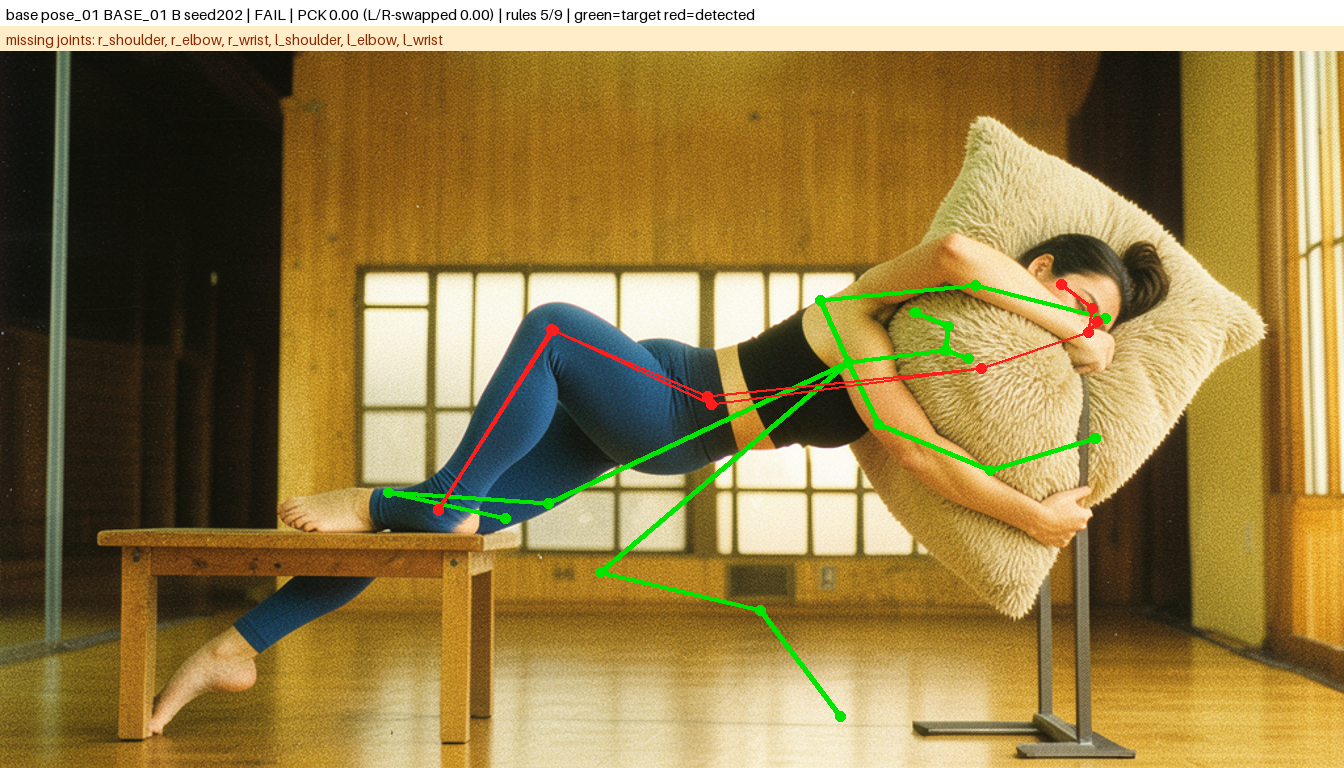 base pose_01 BASE_01 B seed202 | FAIL | PCK 0.00 (L/R-swapped 0.00) | rules 5/9 | green=target red=detected
missing joints: r_shoulder, r_elbow, r_wrist, l_shoulder, l_elbow, l_wrist